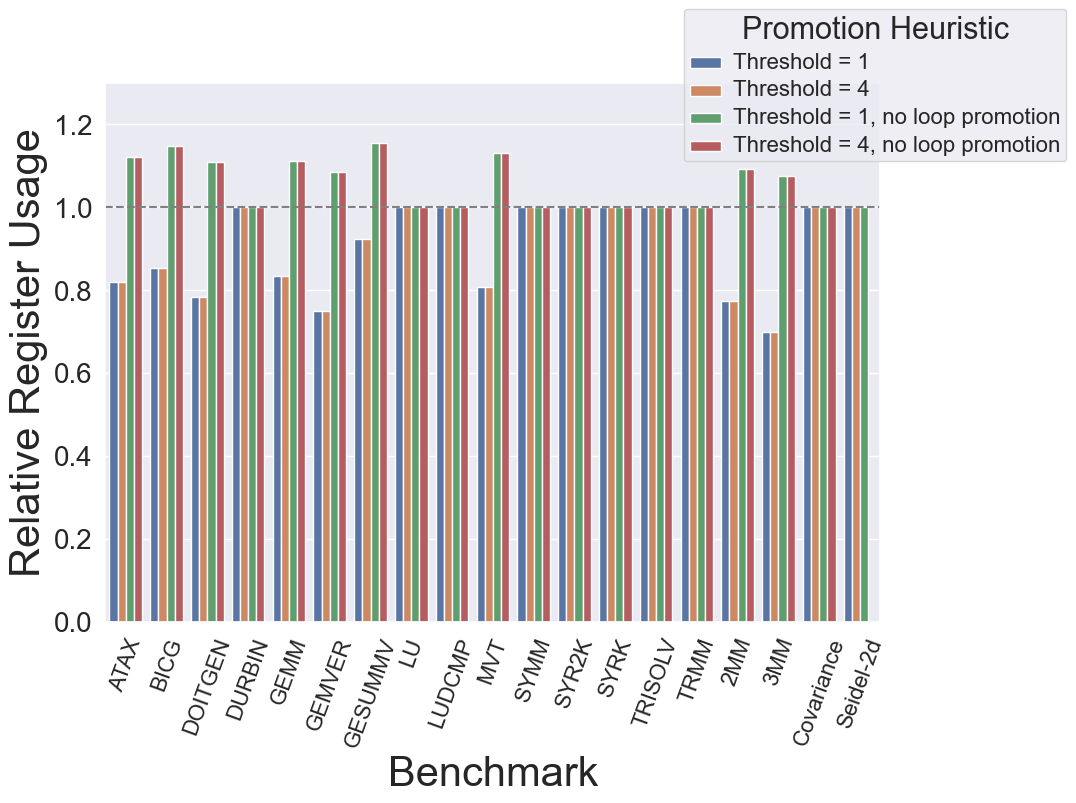 Promotion Heuristic
Threshold = 1
Threshold = 4
Threshold = 1, no loop promotion
Threshold = 4, no loop promotion
Relative Register Usage
1.2
1.0
0.8
0.6
0.4
0.2
0.0
ATAX
BICG
DOITGEN
DURBIN
GEMM
GEMVER
GESUMMV
LU
LUDCMP
MVT
SYMM
SYR2K
SYRK
TRISOLV
TRMM
2MM
3MM
Covariance
Seidel-2d
Benchmark